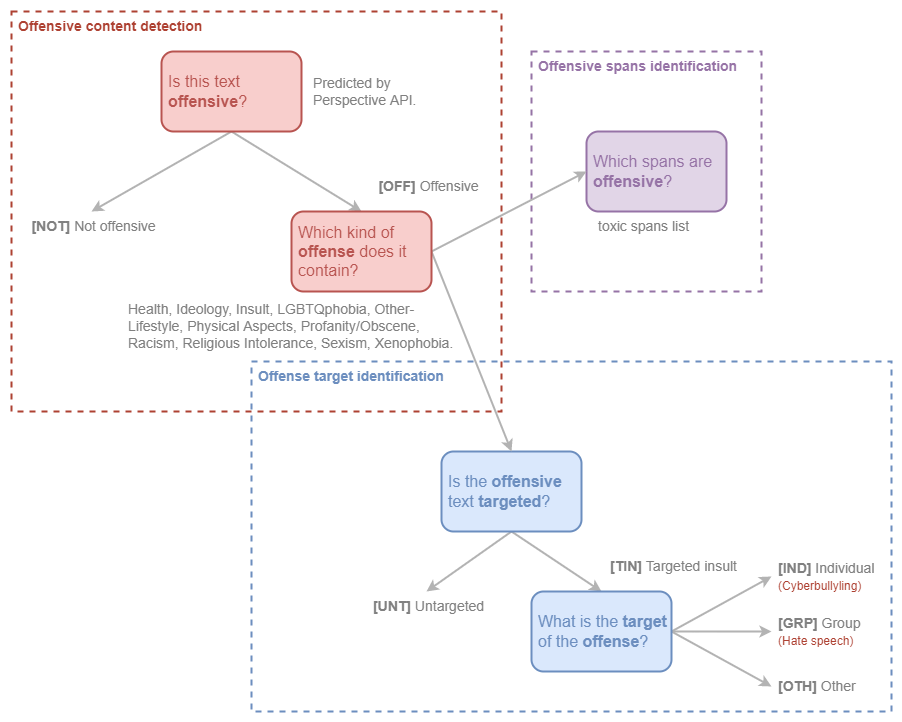 Offensive content detection
Is this text
offensive?
Predicted by
Perspective API.
[OFF] Offensive
[NOT] Not offensive
Which kind of
offense does it
contain?
Health, Ideology, Insult, LGBTQphobia, Other-
Lifestyle, Physical Aspects, Profanity/Obscene,
Racism, Religious Intolerance, Sexism, Xenophobia.
Offensive spans identification
Which spans are
offensive?
toxic spans list
Offense target identification
Is the offensive
text targeted?
[UNT] Untargeted
[TIN] Targeted insult
What is the target
of the offense?
[IND] Individual
(Cyberbullyling)
[GRP] Group
(Hate speech)
[OTH] Other